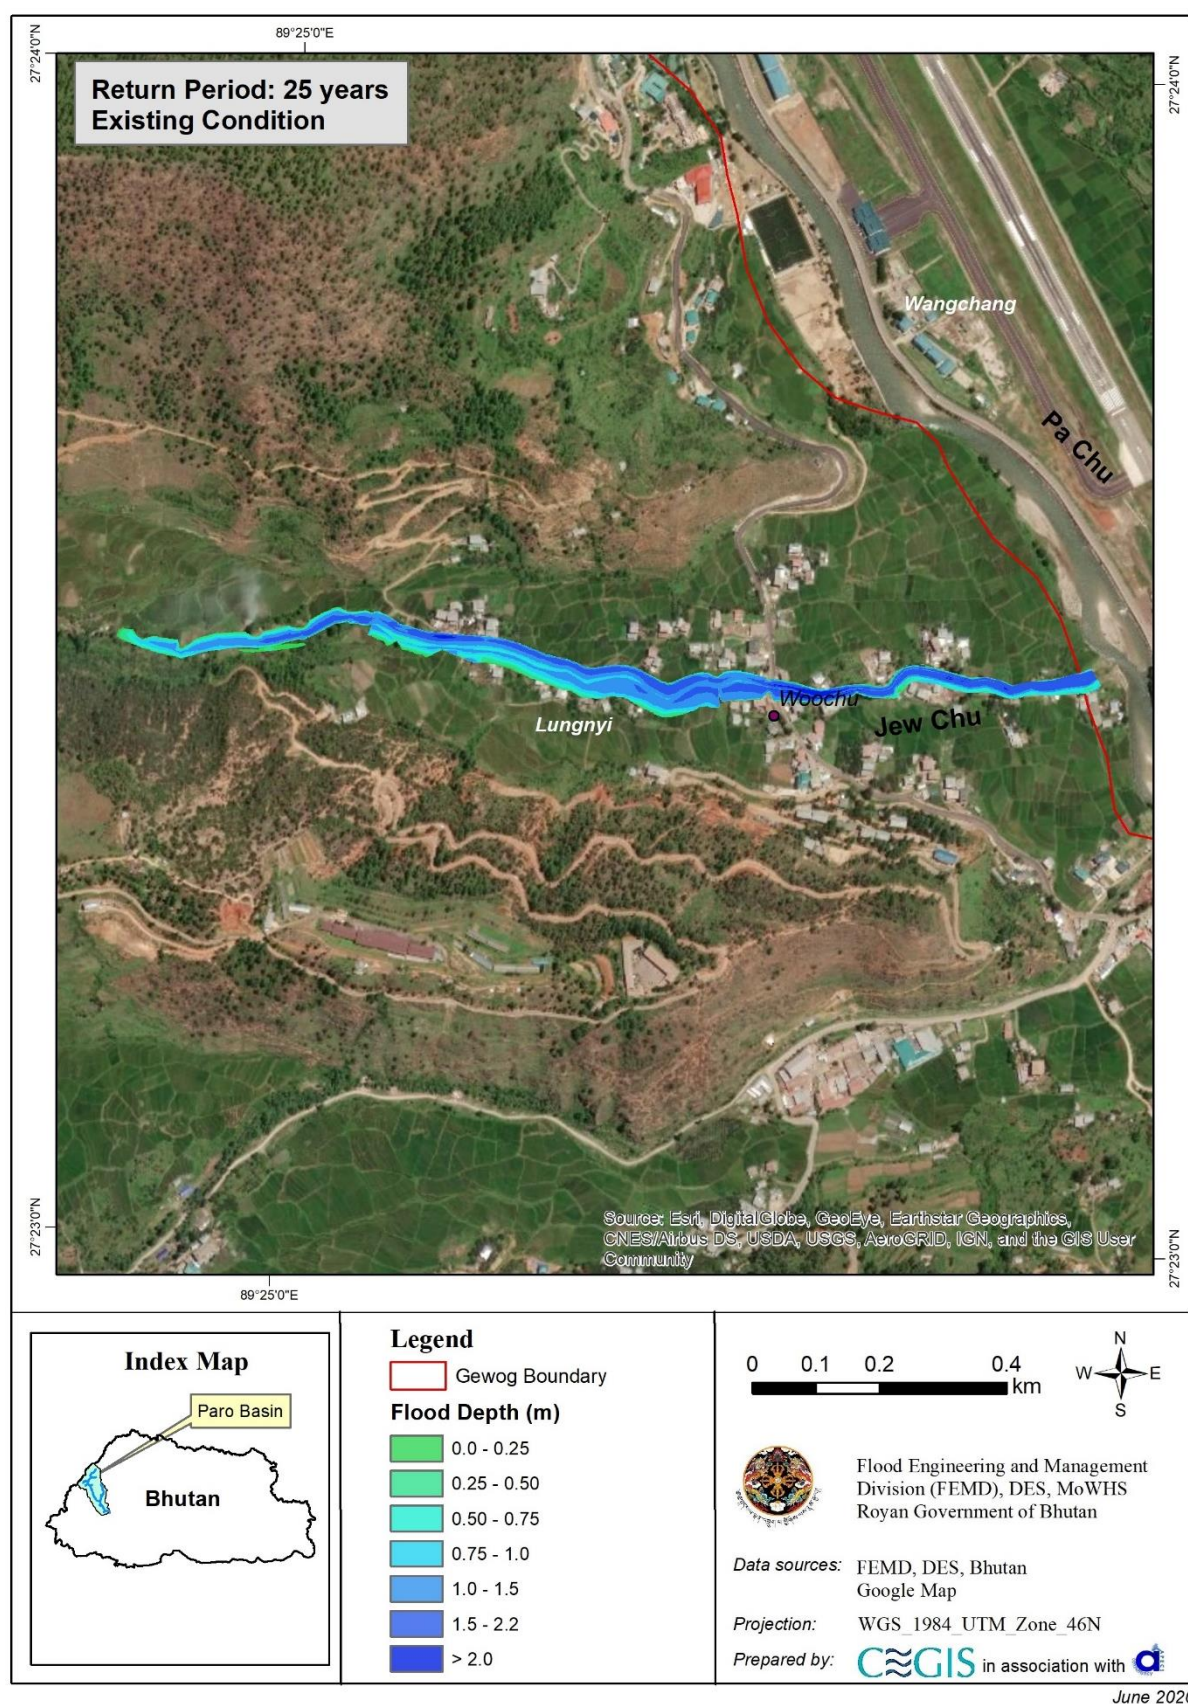 89°25'0"E
27°24'0"N
27°24'0"N
Return Period: 25 years
Existing Condition
Wangchang
Pa Chu
Woochu
Lungnyi
Jew Chu
27°23'0"N
27°23'0"N
Source: Esri, DigitalGlobe, GeoEye, Earthstar Geographics,
CNES/Airbus DS, USDA, USGS, AeroGRID, IGN, and the GIS User
Community
89°25'0"E
Index Map
Paro Basin
Bhutan
Legend
Gewog Boundary
Flood Depth (m)
0.0 - 0.25
0.25 - 0.50
0.50 - 0.75
0.75 - 1.0
1.0 - 1.5
1.5 - 2.2
> 2.0
0 0.1 0.2 0.4
km
N
W E
S
Flood Engineering and Management
Division (FEMD), DES, MoWHS
Royan Government of Bhutan
Data sources: FEMD, DES, Bhutan
Google Map
Projection: WGS_1984_UTM_Zone_46N
Prepared by: CEGIS in association with
June 2020